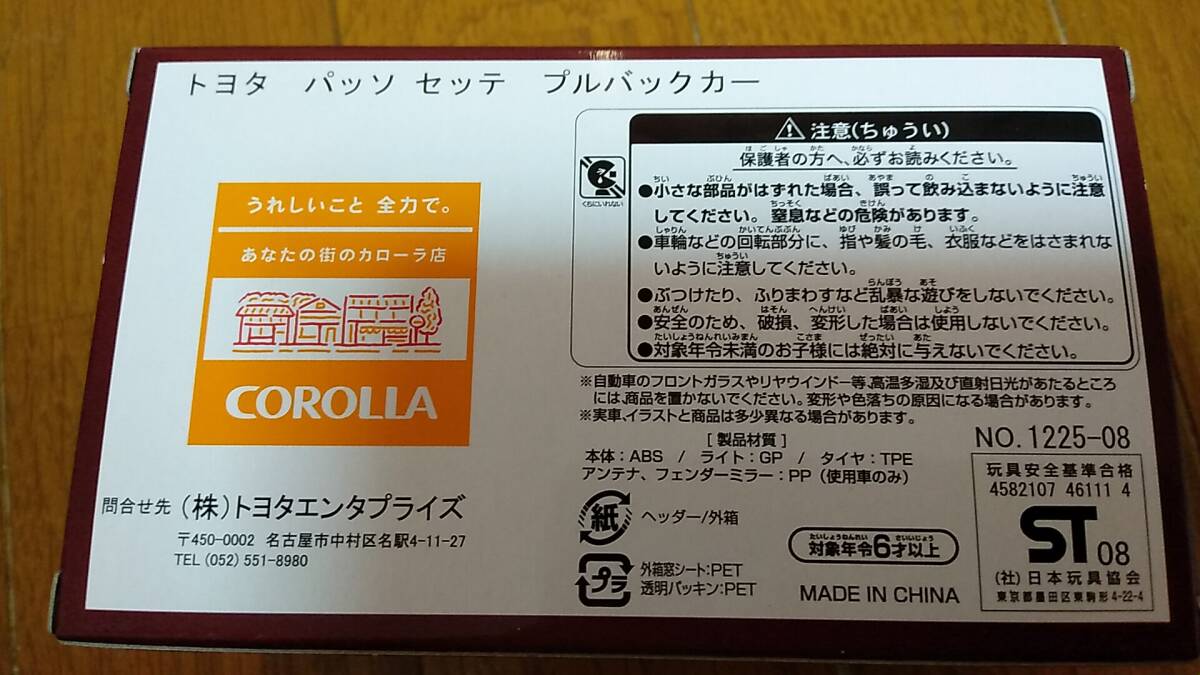 トヨタ パッソ セッテ プルバックカー
うれしいこと 全力で。
あなたの街のカローラ店
COROLLA
問合せ先 (株)トヨタエンタプライズ
〒450-0002 名古屋市中村区名駅4-11-27
TEL (052) 551-8980
くちにいれない
注意(ちゅうい)
保護者の方へ、必ずお読みください。
●小さな部品がはずれた場合、誤って飲み込まないように注意
してください。窒息などの危険があります。
●車輪などの回転部分に、指や髪の毛、衣服などをはさまれな
いように注意してください。
●ぶつけたり、ふりまわすなど乱暴な遊びをしないでください。
●安全のため、破損、変形した場合は使用しないでください。
●対象年令未満のお子様には絶対に与えないでください。
※自動車のフロントガラスやリヤウインドー等、高温多湿及び直射日光があたるところ
には、商品を置かないでください。変形や色落ちの原因になる場合があります。
※実車、イラストと商品は多少異なる場合があります。
[ 製品材質 ]
本体:ABS / ライト:GP / タイヤ:TPE
アンテナ、フェンダーミラー:PP (使用車のみ)
紙 ヘッダー/外箱
プラ 外箱窓シート:PET
透明パッキン:PET
対象年令6才以上
MADE IN CHINA
NO. 1225-08
玩具安全基準合格
4582107 46111 4
ST 08
(社) 日本玩具協会
東京都墨田区東駒形4-22-4